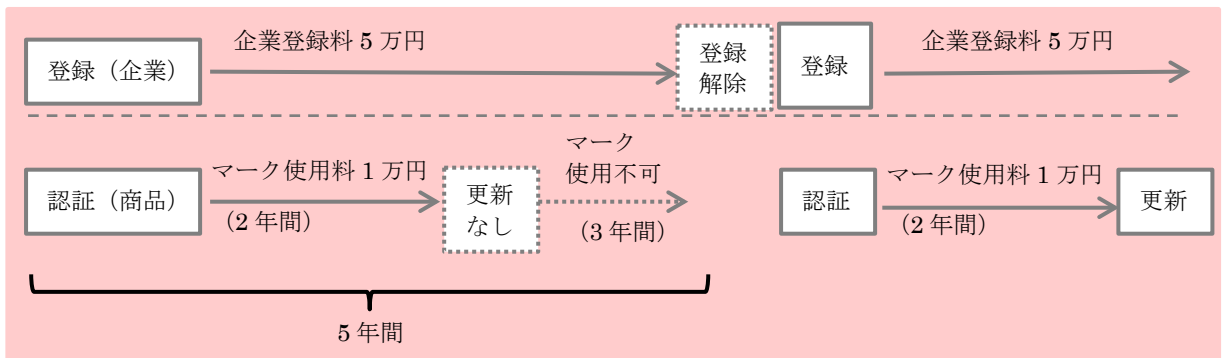 企業登録料 5 万円
登録（企業）
登録
解除
登録
企業登録料 5 万円
マーク使用料 1 万円
認証（商品）
(2 年間)
更新
なし
マーク
使用不可
（3 年間）
認証
マーク使用料 1 万円
(2 年間)
更新
5 年間